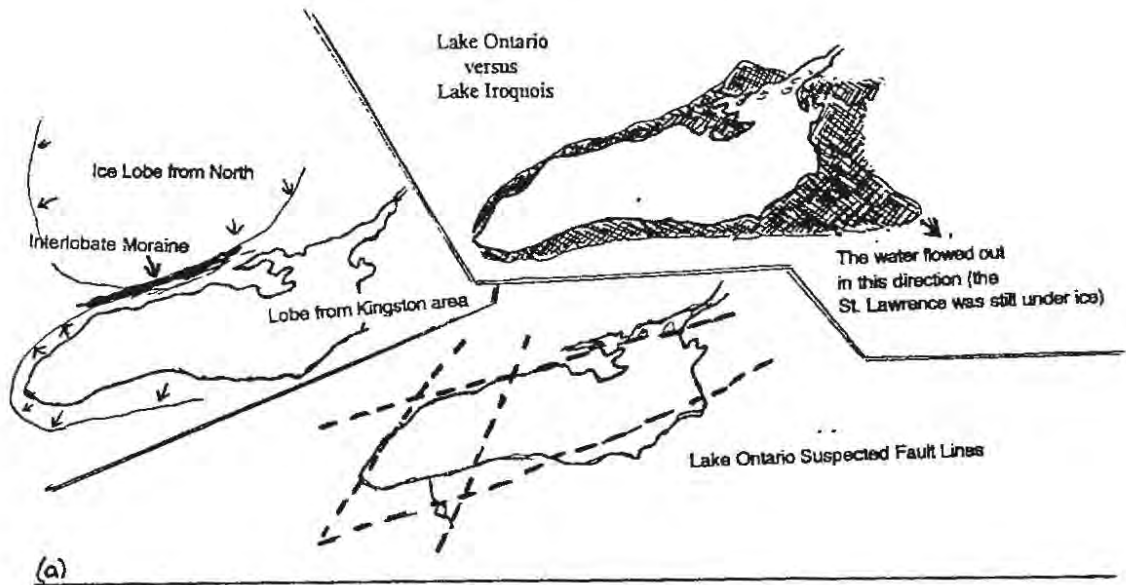 Lake Ontario
versus
Lake Iroquois
Ice Lobe from North
Interlobate Moraine
Lobe from Kingston area
The water flowed out
in this direction (the
St. Lawrence was still under ice)
Lake Ontario Suspected Fault Lines
(a)